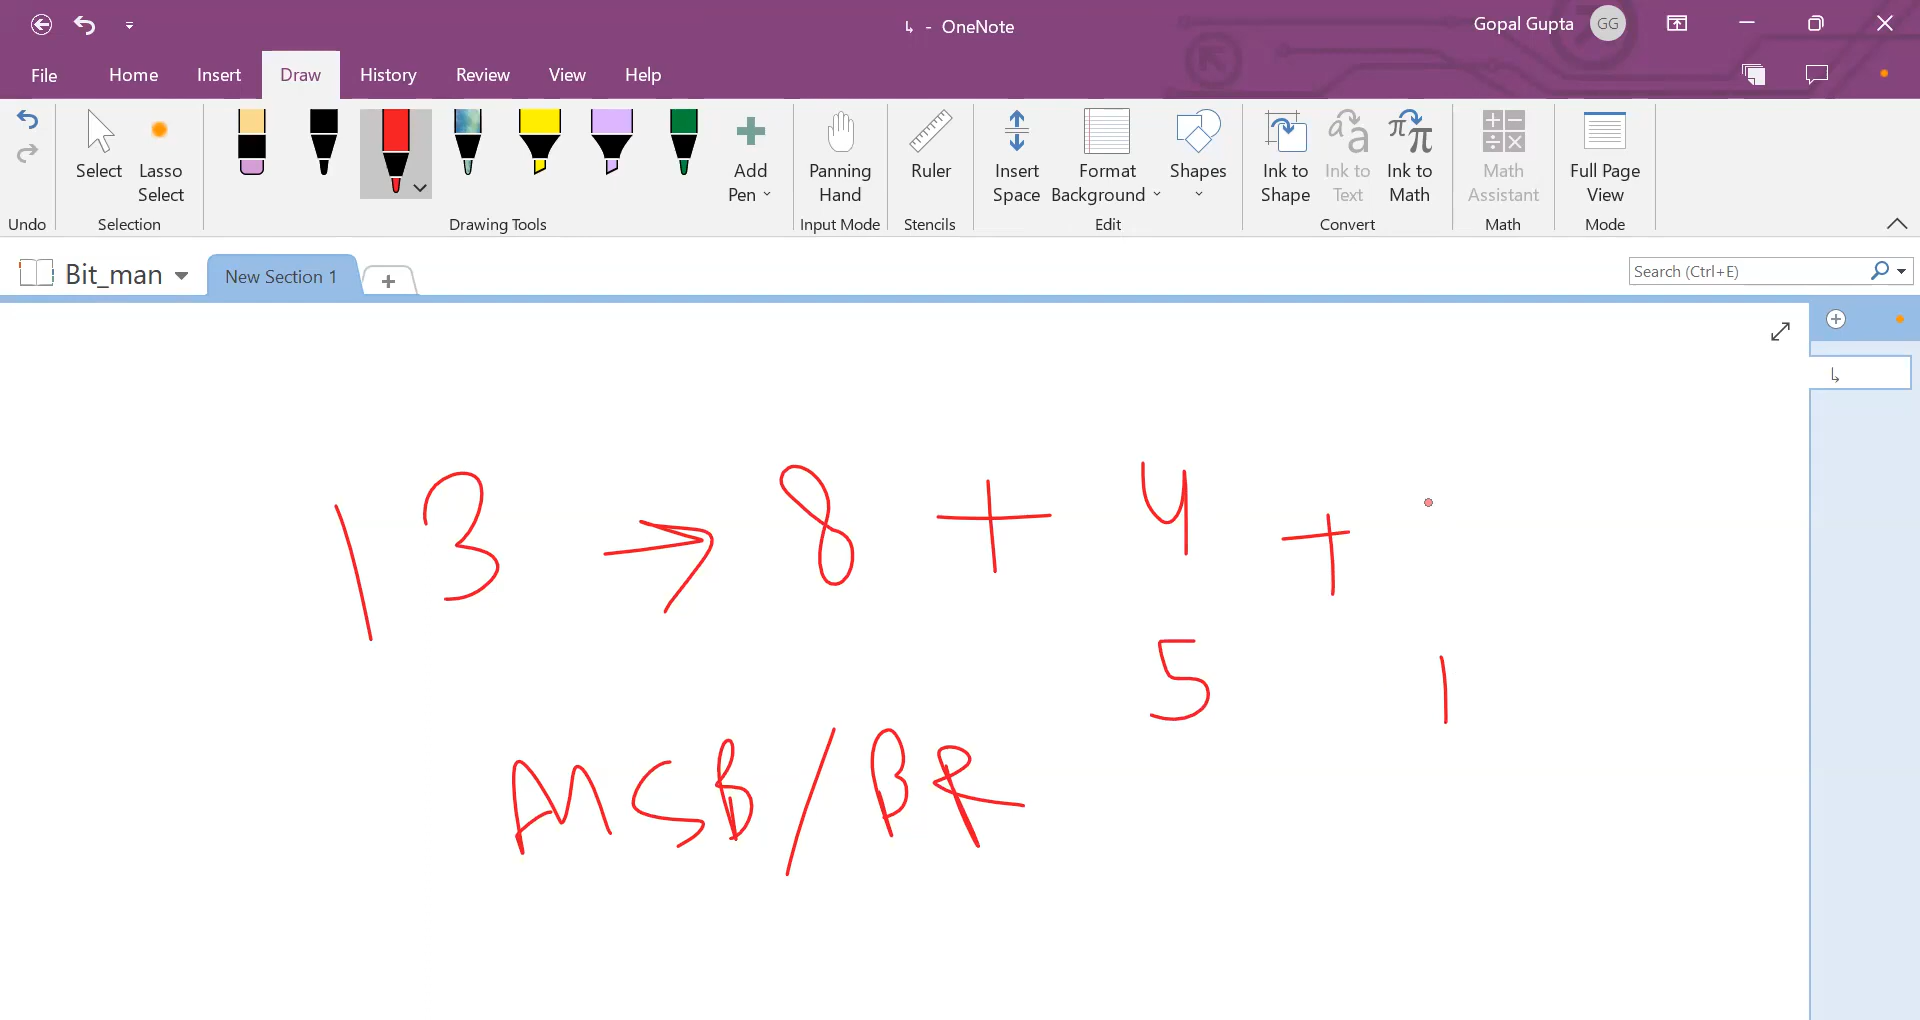 ↳ - OneNote
Gopal Gupta GG
File Home Insert Draw History Review View Help
Select
Lasso Select
Add Pen
Panning Hand
Ruler
Insert Space
Format Background
Shapes
Ink to Shape
Ink to Text
Ink to Math
Math Assistant
Full Page View
Undo Selection Drawing Tools Input Mode Stencils Edit Convert Math Mode
Bit_man New Section 1 Search (Ctrl+E)
↳
13 → 8 + 4 +
5 1
MSB/BR